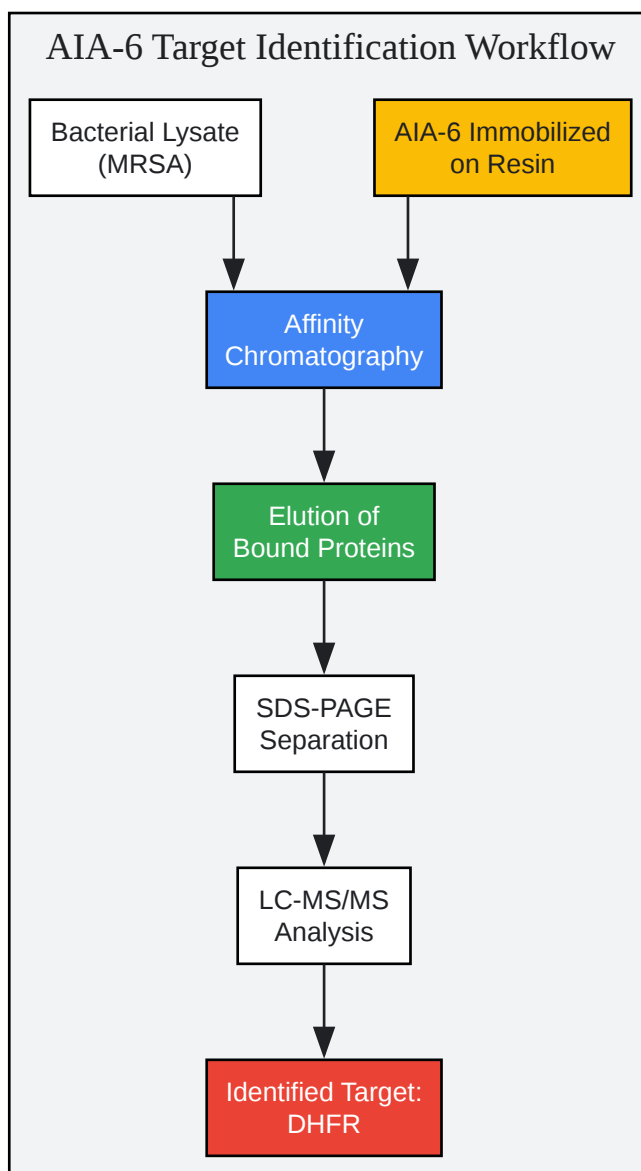 AIA-6 Target Identification Workflow
Bacterial Lysate
(MRSA)
AIA-6 Immobilized
on Resin
Affinity
Chromatography
Elution of
Bound Proteins
SDS-PAGE
Separation
LC-MS/MS
Analysis
Identified Target:
DHFR